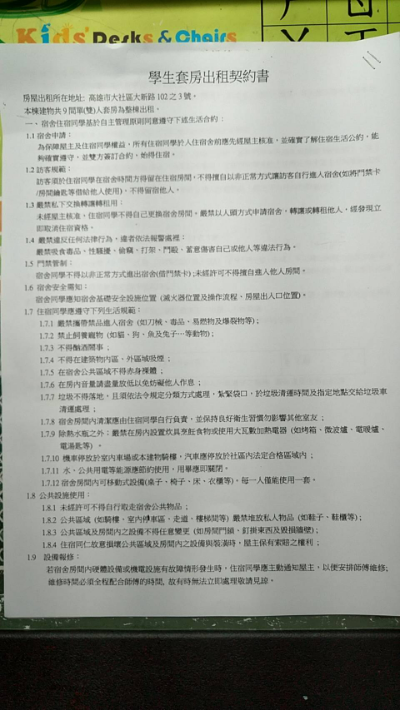 Kids' Desks & Chairs
學生套房出租契約書
房屋出租所在地址: 高雄市大社區大新路102之3號。
本棟建物共9間單(雙)人套房為整棟出租。
一、宿舍住宿同學基於自主管理原則同意遵守下述生活合約:
1.1 宿舍申請:
為保障屋主及住宿同學權益,所有住宿同學於入住宿舍前應先經屋主核准,並確實了解住宿生活公約,能
夠確實遵守,並雙方簽訂合約,始得住宿。
1.2 訪客規範:
訪客須於住宿同學在宿舍時間方得留在住宿房間,不得擅自以非正常方式讓訪客自行進入宿舍(如將門禁卡
/房間鑰匙等借給他人使用),不得留宿他人。
1.3 嚴禁私下交換轉讓轉租用:
未經屋主核准,住宿同學不得自己更換宿舍房間。嚴禁以人頭方式申請宿舍、轉讓或轉租他人,經發現立
即取消住宿資格。
1.4 嚴禁違反任何法律行為,違者依法報警處裡:
嚴禁吸食毒品、性騷擾、偷竊、打架、鬥毆、蓄意傷害自己或他人等違法行為。
1.5 門禁管制:
宿舍同學不得以非正常方式進出宿舍(借門禁卡);未經許可不得擅自進入他人房間。
1.6 宿舍安全需知:
宿舍同學應知宿舍基礎安全設施位置 (滅火器位置及操作流程、房屋出入口位置)。
1.7 住宿同學應遵守下列生活規範:
1.7.1 嚴禁攜帶禁品進入宿舍 (如刀械、毒品、易燃物及爆裂物等);
1.7.2 禁止飼養寵物 (如貓、狗、魚及兔子…等動物);
1.7.3 不得酗酒鬧事;
1.7.4 不得在建築物內區、外區域吸煙;
1.7.5 在宿舍公共區域不得赤身裸體;
1.7.6 在房內音量請盡量放低以免妨礙他人作息;
1.7.7 垃圾不得落地,且須依法令規定分類方式處理,紮緊袋口,於垃圾清運時間及指定地點交給垃圾車
清運處理;
1.7.8 宿舍房間內清潔應由住宿同學自行負責,並保持良好衛生習慣勿影響其他室友;
1.7.9 除熱水瓶之外;嚴禁在房內設置炊具烹飪食物或使用大瓦數加熱電器 (如烤箱、微波爐、電暖爐、
電湯匙等)。
1.7.10 機車停放於室內車場或本建物騎樓,汽車應停放於社區內法定合格區域內;
1.7.11 水、公共用電等能源應節約使用,用畢應即關閉。
1.7.12 宿舍房間內可移動式設備(桌子、椅子、床、衣櫃等)。每一人僅能使用一套。
1.8 公共設施使用:
1.8.1 未經許可不得自行取走宿舍公共物品;
1.8.2 公共區域 (如騎樓、室內停車區、走道、樓梯間等) 嚴禁堆放私人物品 (如鞋子、鞋櫃等);
1.8.3 公共區域及房間內之設備不得任意變更 (如房間門鎖、釘掛東西及毀損牆壁);
1.8.4 住宿同仁故意損壞公共區域及房間內之設備與裝潢時,屋主保有索賠之權利;
1.9 設備報修:
若宿舍房間內硬體設備或機電設施有故障情形發生時,住宿同學應主動通知屋主,以便安排師傅維修;
維修時間必須全程配合師傅的時間, 故有時無法立即處理敬請見諒。